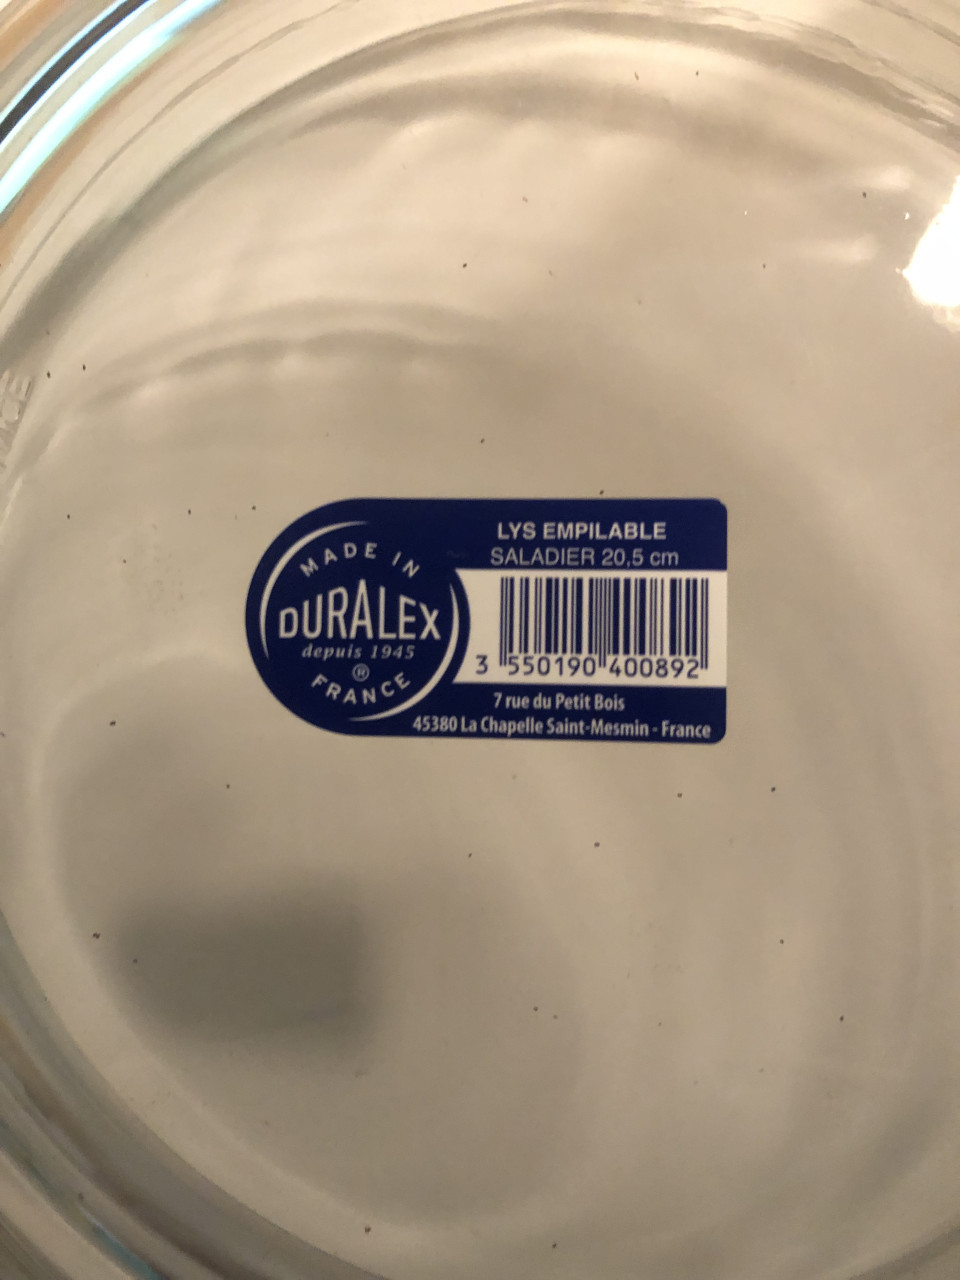 LYS EMPILABLE
SALADIER 20,5 cm
MADE IN
DURALEX
depuis 1945
®
FRANCE
3 550190 400892
7 rue du Petit Bois
45380 La Chapelle Saint-Mesmin - France